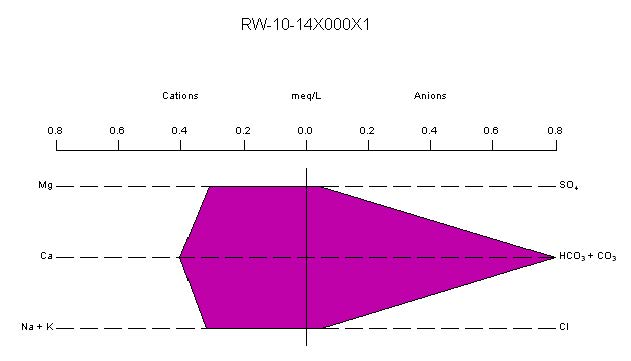 RW-10-14X000X1
Cations meq/L Anions
0.8 0.6 0.4 0.2 0.0 0.2 0.4 0.6 0.8
Mg SO₄
Ca HCO₃ + CO₃
Na + K Cl